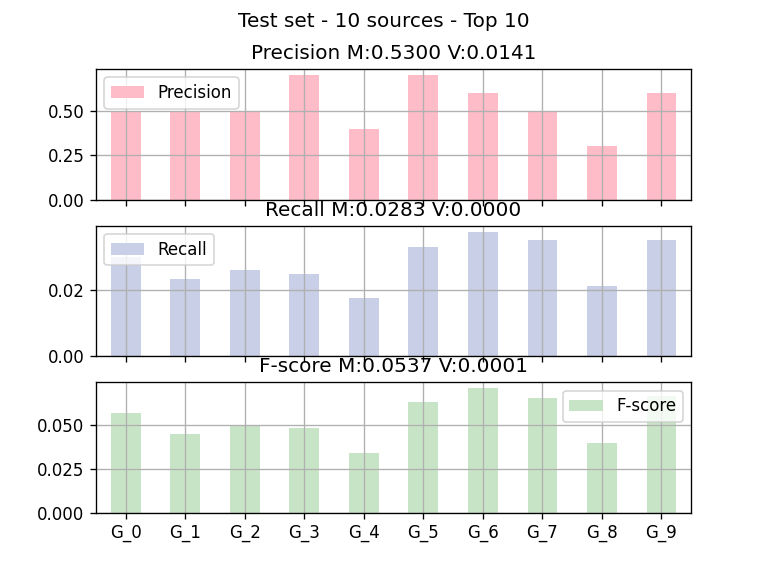 Test set - 10 sources - Top 10
Precision M:0.5300 V:0.0141
Precision
0.50
0.25
0.00
Recall M:0.0283 V:0.0000
Recall
0.02
0.00
F-score M:0.0537 V:0.0001
F-score
0.050
0.025
0.000
G_0 G_1 G_2 G_3 G_4 G_5 G_6 G_7 G_8 G_9